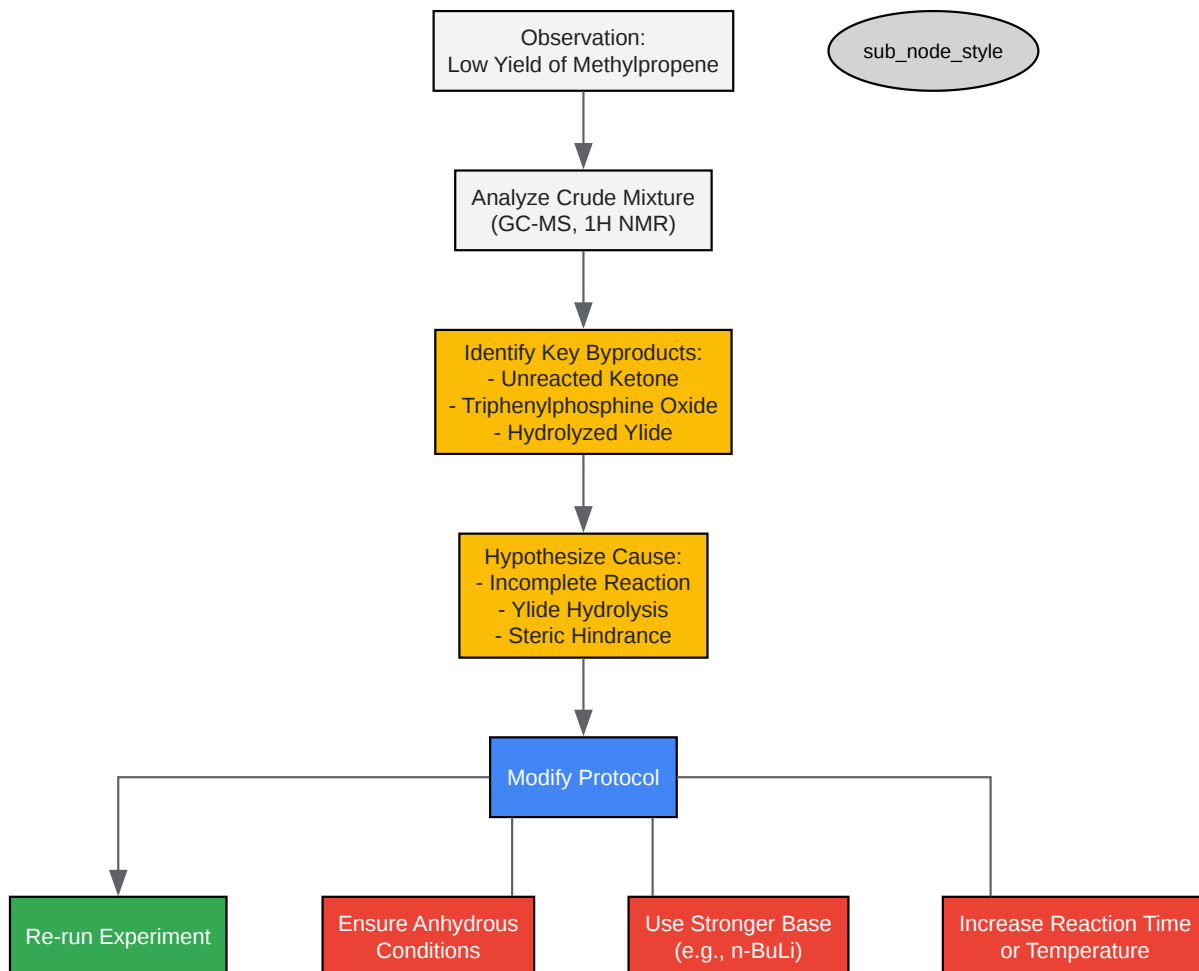 Observation:
Low Yield of Methylpropene
sub_node_style
Analyze Crude Mixture
(GC-MS, 1H NMR)
Identify Key Byproducts:
- Unreacted Ketone
- Triphenylphosphine Oxide
- Hydrolyzed Ylide
Hypothesize Cause:
- Incomplete Reaction
- Ylide Hydrolysis
- Steric Hindrance
Modify Protocol
Re-run Experiment
Ensure Anhydrous
Conditions
Use Stronger Base
(e.g., n-BuLi)
Increase Reaction Time
or Temperature